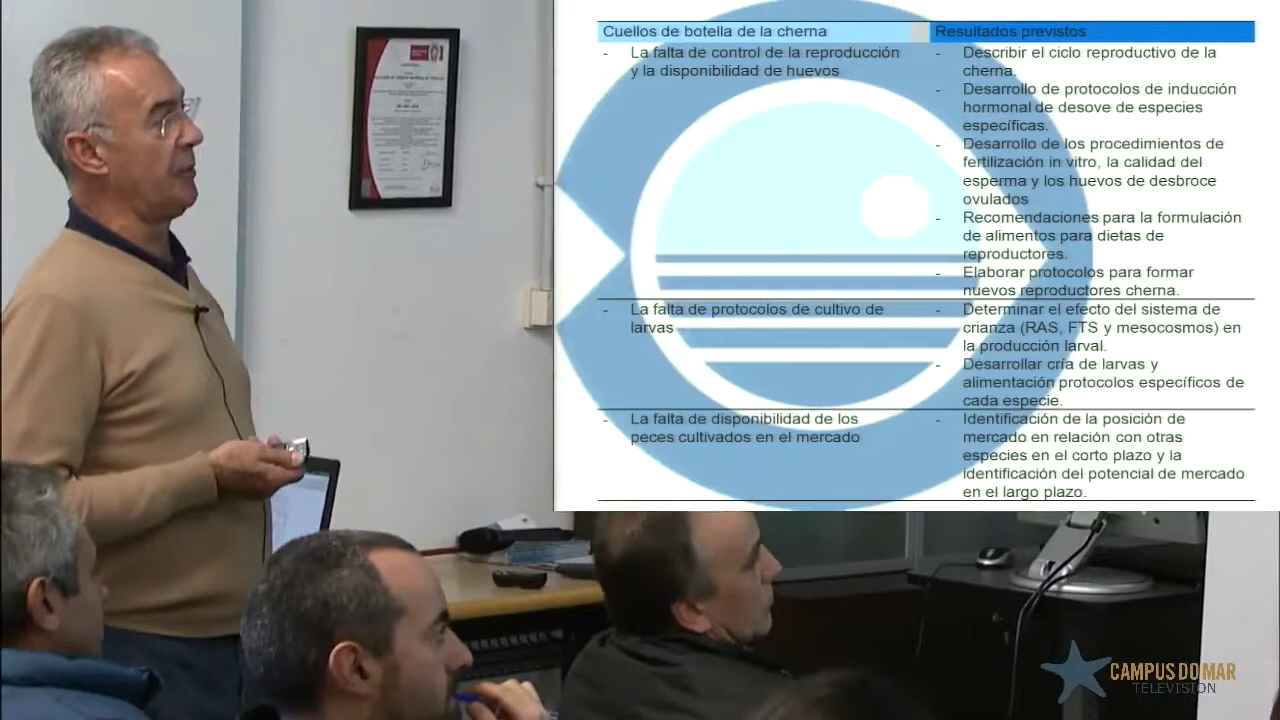 Cuellos de botella de la cherna
Resultados previstos
- La falta de control de la reproducción
y la disponibilidad de huevos
- Describir el ciclo reproductivo de la
cherna.
- Desarrollo de protocolos de inducción
hormonal de desove de especies
específicas.
- Desarrollo de los procedimientos de
fertilización in vitro, la calidad del
esperma y los huevos de desbroce
ovulados
- Recomendaciones para la formulación
de alimentos para dietas de
reproductores.
- Elaborar protocolos para formar
nuevos reproductores cherna.
- La falta de protocolos de cultivo de
larvas
- Determinar el efecto del sistema de
crianza (RAS, FTS y mesocosmos) en
la producción larval.
- Desarrollar cría de larvas y
alimentación protocolos específicos de
cada especie.
- La falta de disponibilidad de los
peces cultivados en el mercado
- Identificación de la posición de
mercado en relación con otras
especies en el corto plazo y la
identificación del potencial de mercado
en el largo plazo.
CAMPUS DO MAR
TELEVISION